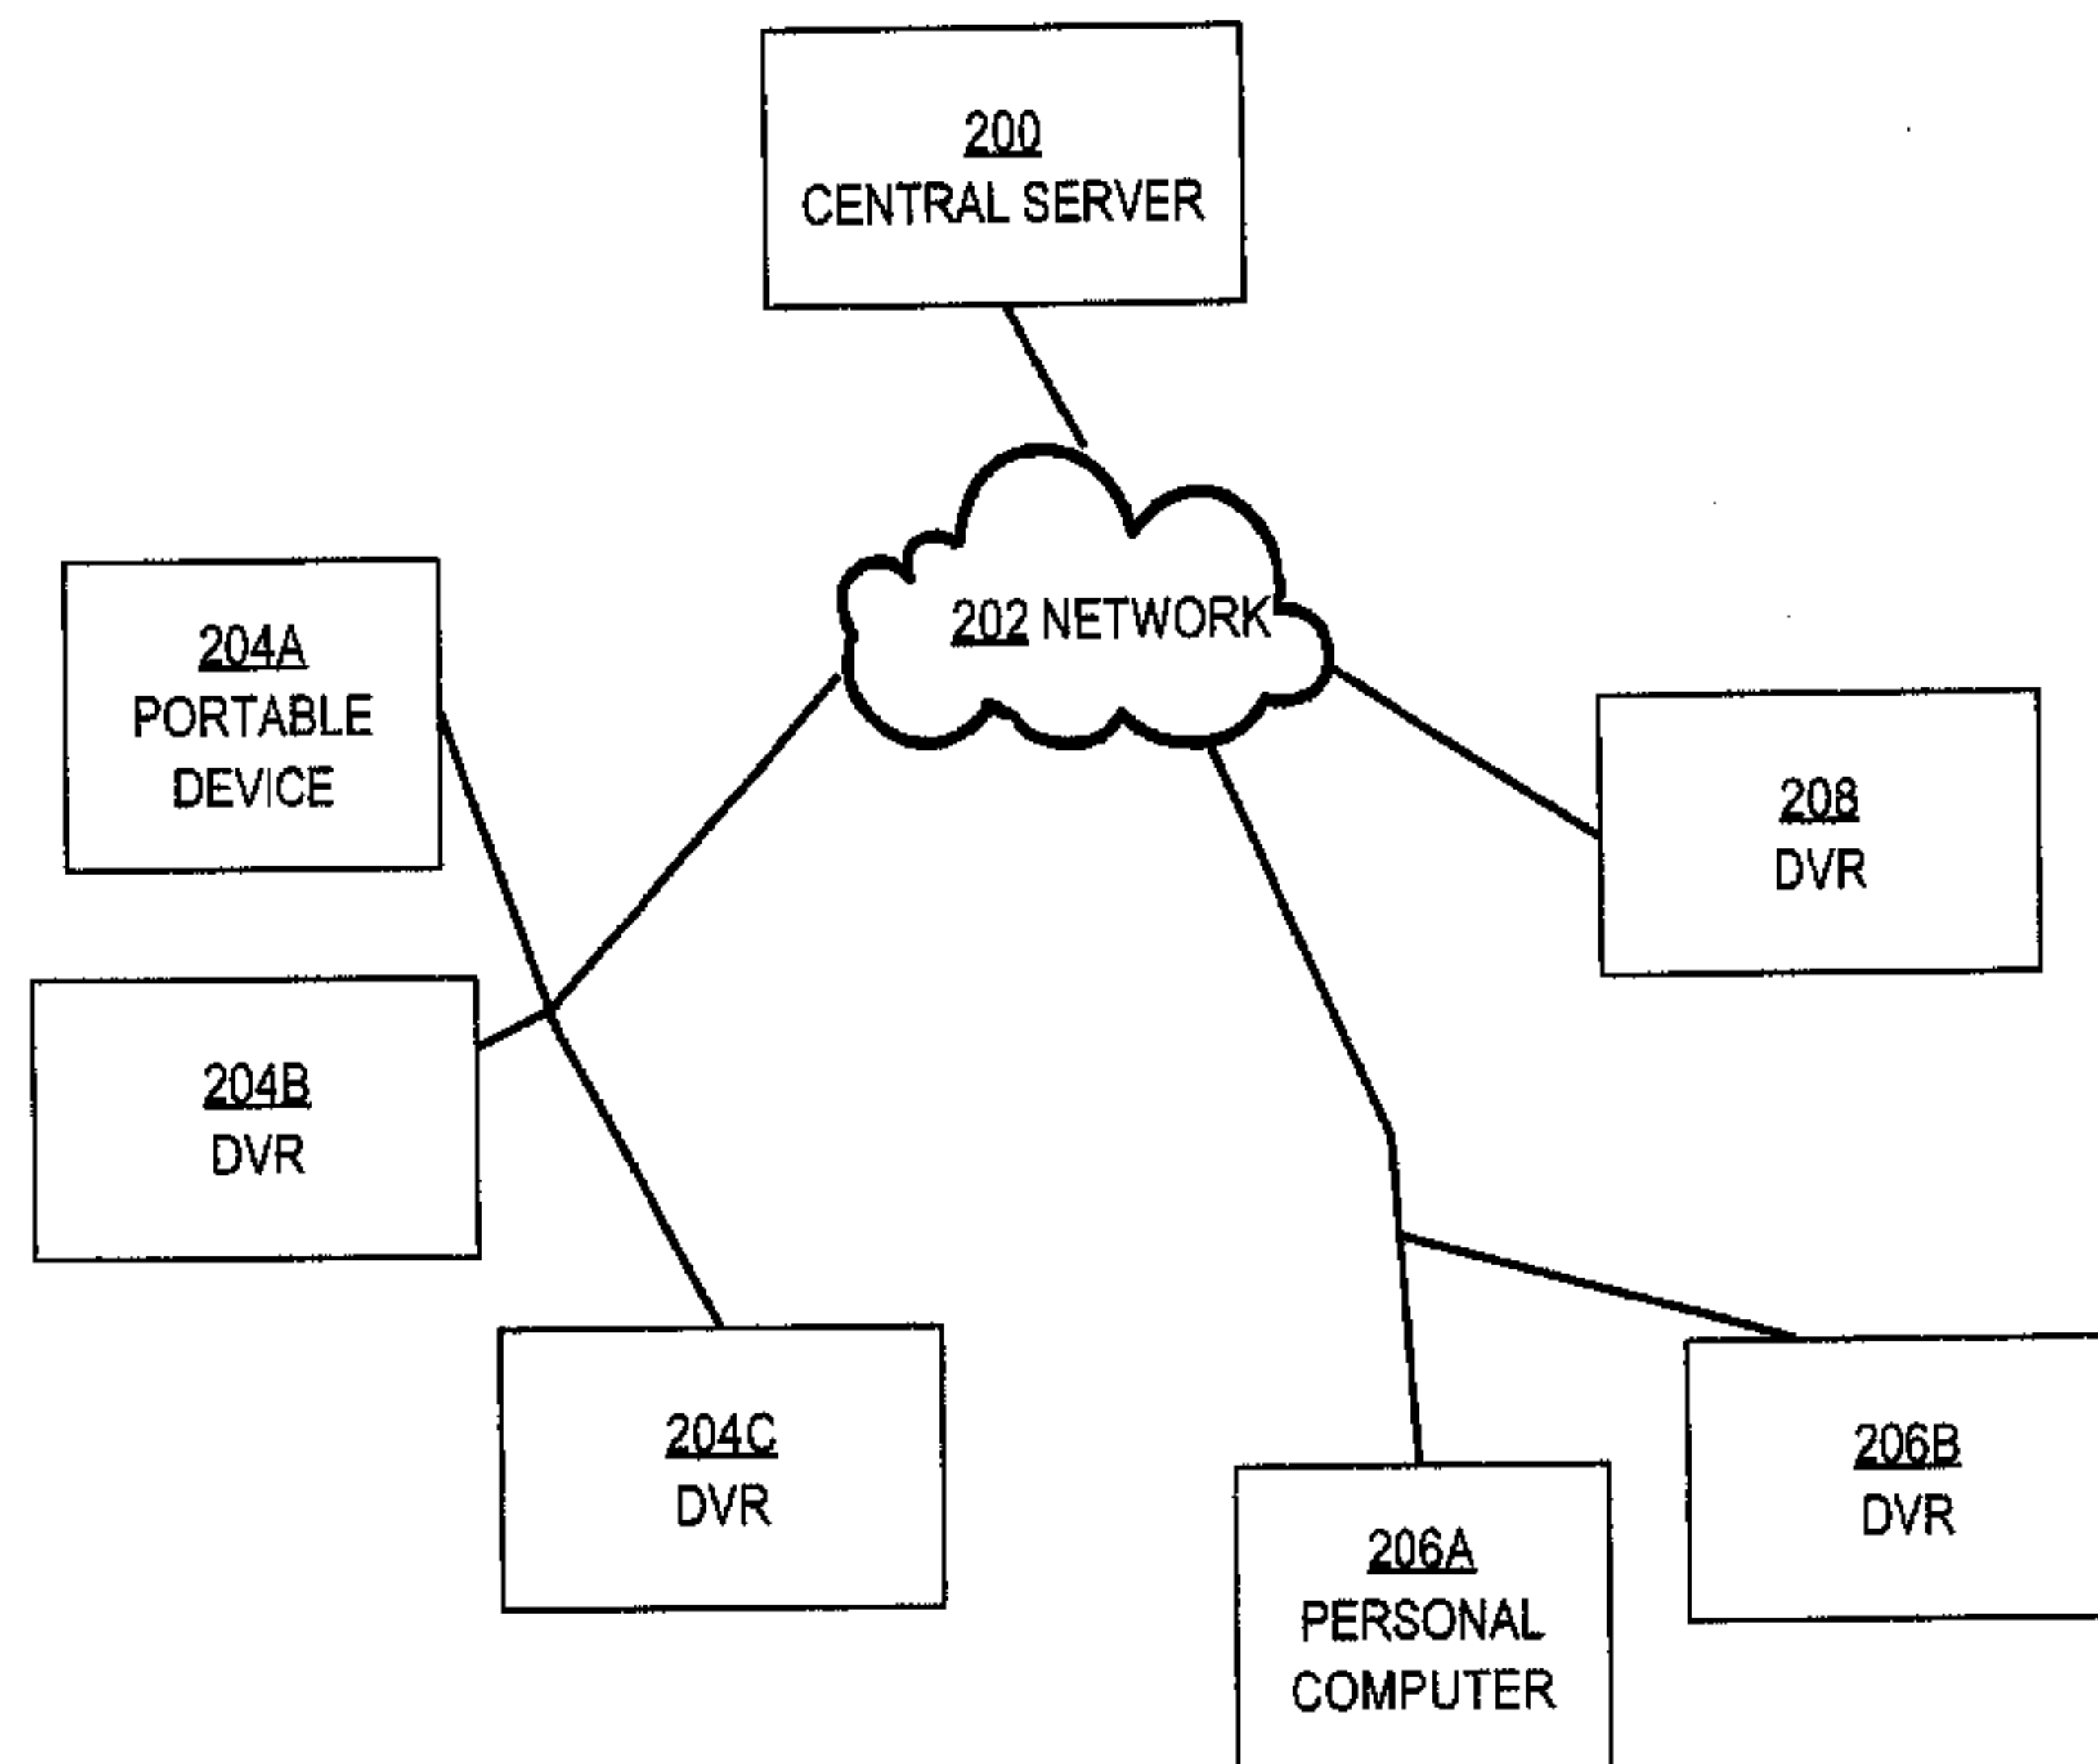 200
CENTRAL SERVER
202 NETWORK
204A
PORTABLE
DEVICE
208
DVR
204B
DVR
204C
DVR
206A
PERSONAL
COMPUTER
206B
DVR